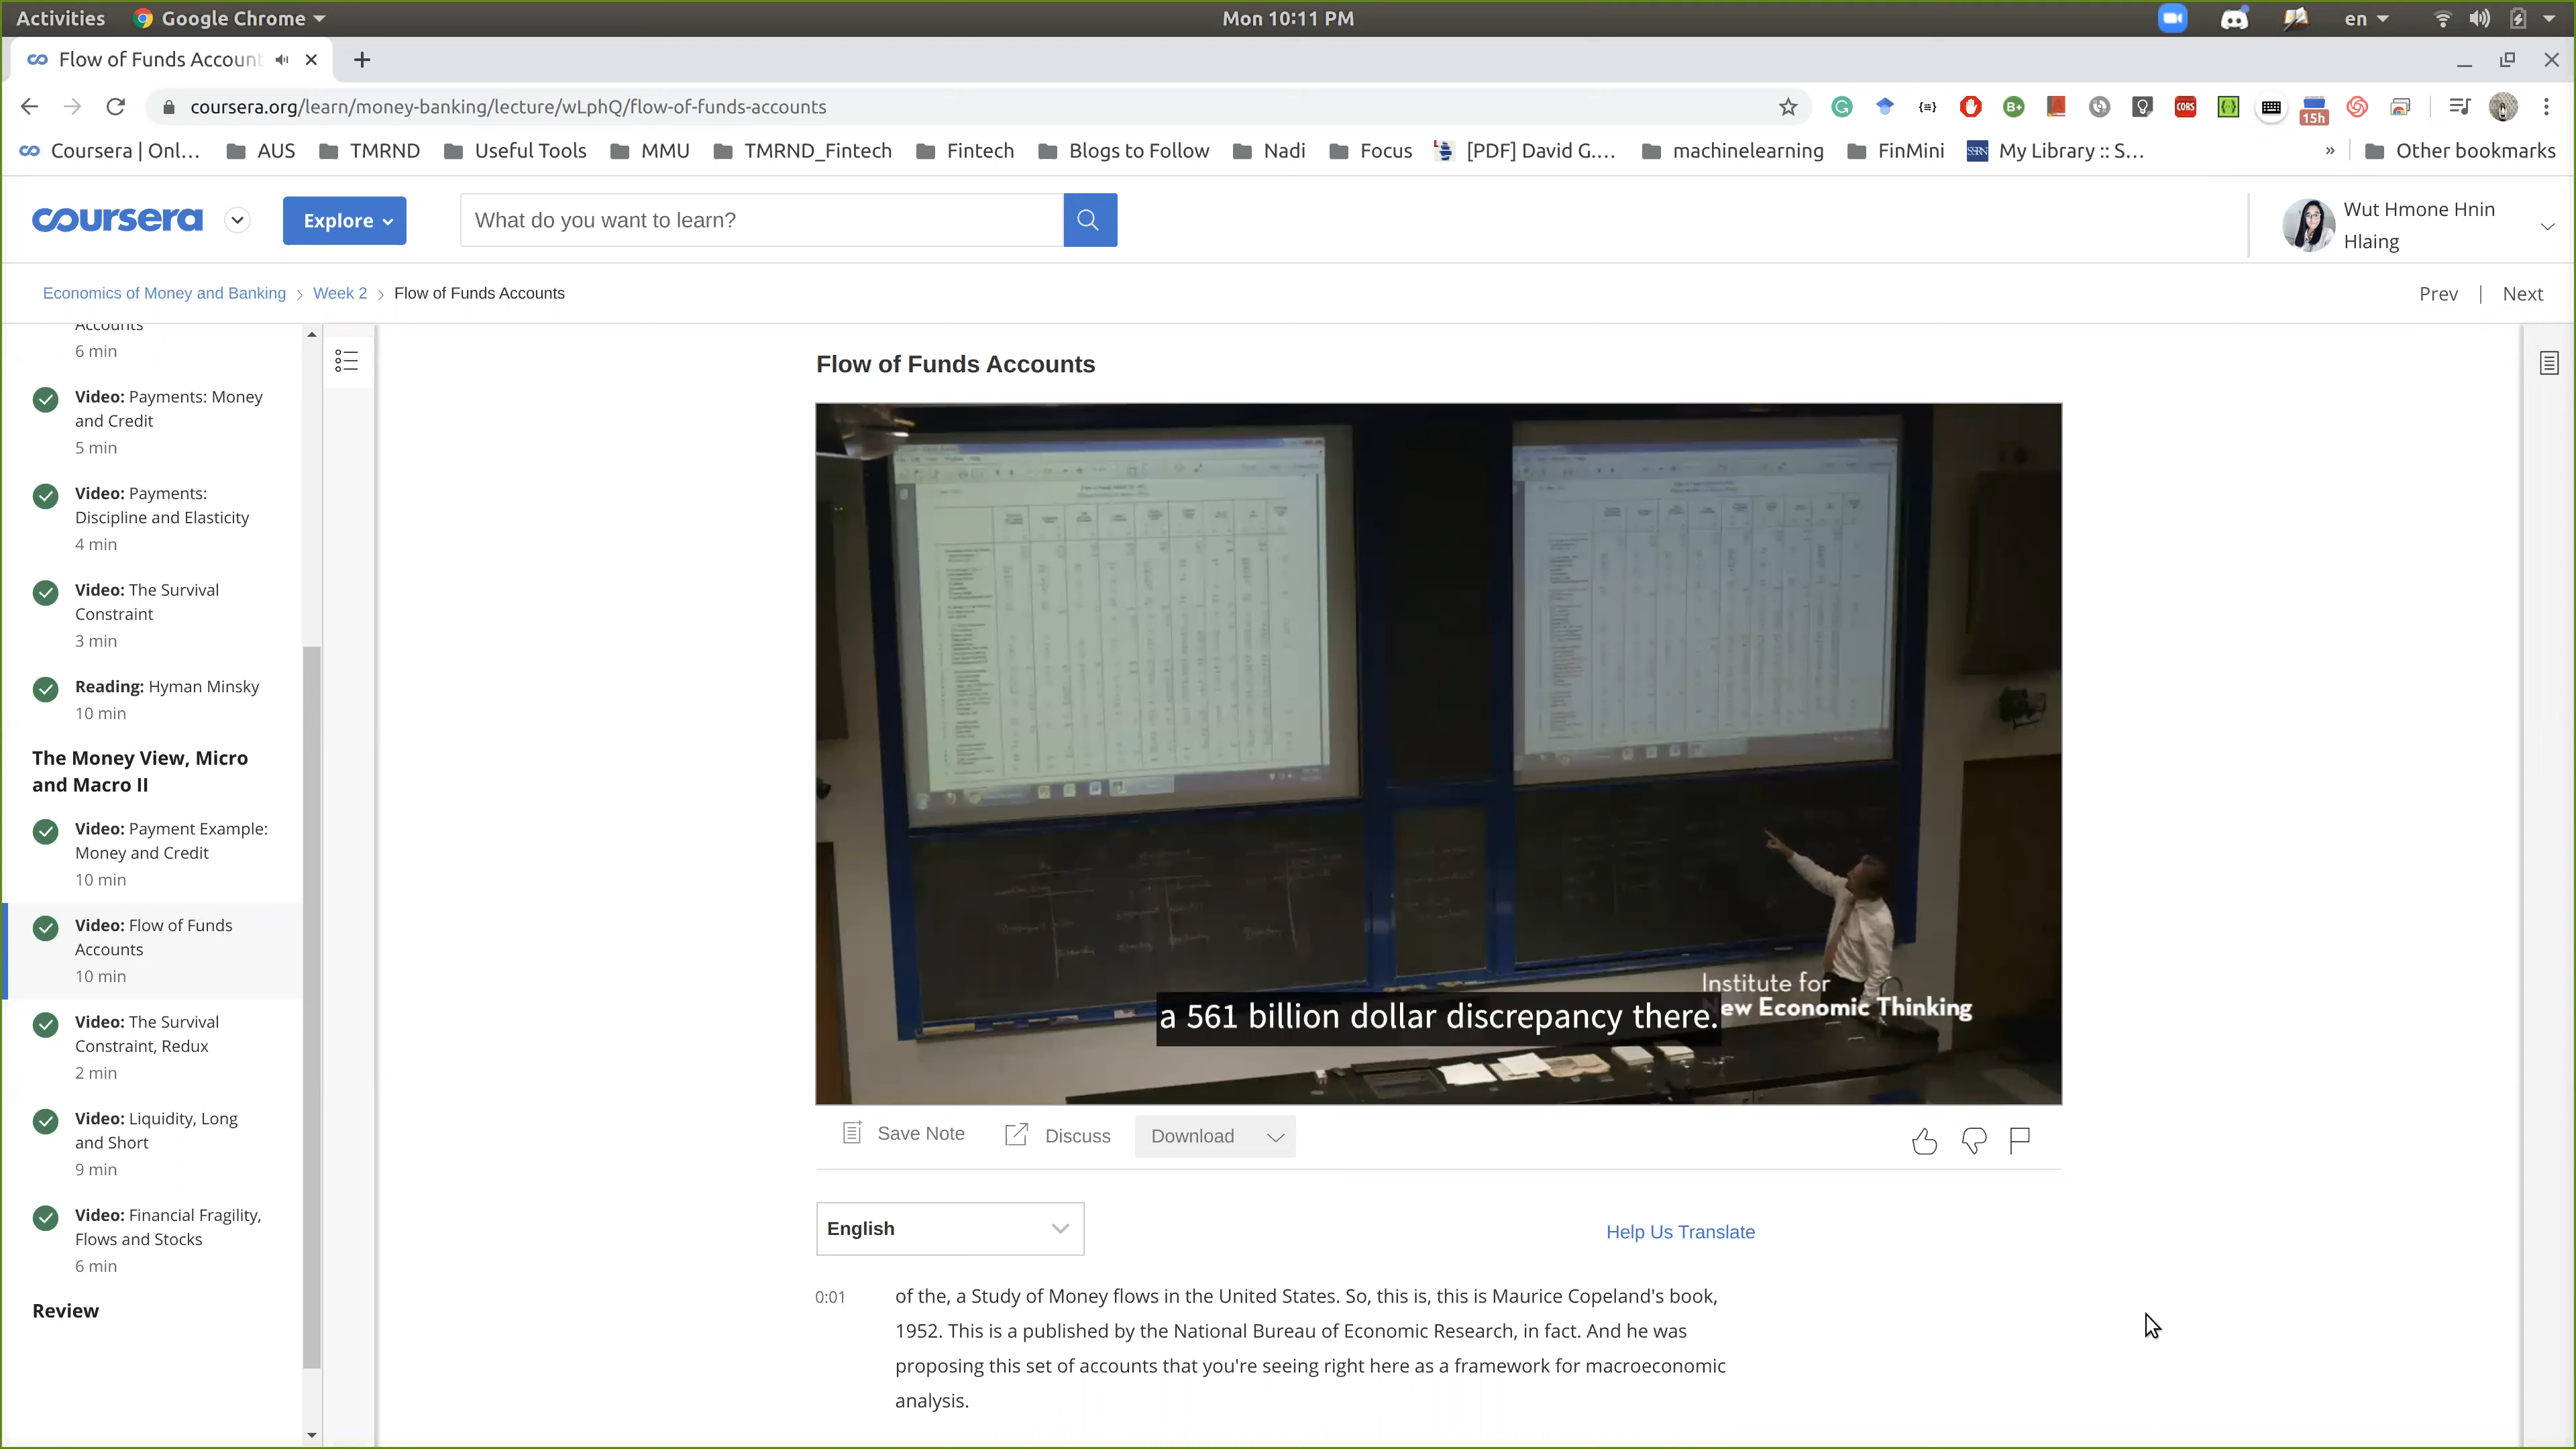 Activities
Google Chrome
Mon 10:11 PM
en
Flow of Funds Account
coursera.org/learn/money-banking/lecture/wLphQ/flow-of-funds-accounts
15h
Coursera | Onl...
AUS
TMRND
Useful Tools
MMU
TMRND_Fintech
Fintech
Blogs to Follow
Nadi
Focus
[PDF] David G....
machinelearning
FinMini
My Library :: S...
»
Other bookmarks
coursera
Explore
What do you want to learn?
Wut Hmone Hnin
Hlaing
Economics of Money and Banking > Week 2 > Flow of Funds Accounts
Prev | Next
Accounts
6 min
Video: Payments: Money
and Credit
5 min
Video: Payments:
Discipline and Elasticity
4 min
Video: The Survival
Constraint
3 min
Reading: Hyman Minsky
10 min
The Money View, Micro
and Macro II
Video: Payment Example:
Money and Credit
10 min
Video: Flow of Funds
Accounts
10 min
Video: The Survival
Constraint, Redux
2 min
Video: Liquidity, Long
and Short
9 min
Video: Financial Fragility,
Flows and Stocks
6 min
Review
Flow of Funds Accounts
Institute for
ew Economic Thinking
a 561 billion dollar discrepancy there.
Save Note
Discuss
Download
English
Help Us Translate
0:01
of the, a Study of Money flows in the United States. So, this is, this is Maurice Copeland's book,
1952. This is a published by the National Bureau of Economic Research, in fact. And he was
proposing this set of accounts that you're seeing right here as a framework for macroeconomic
analysis.